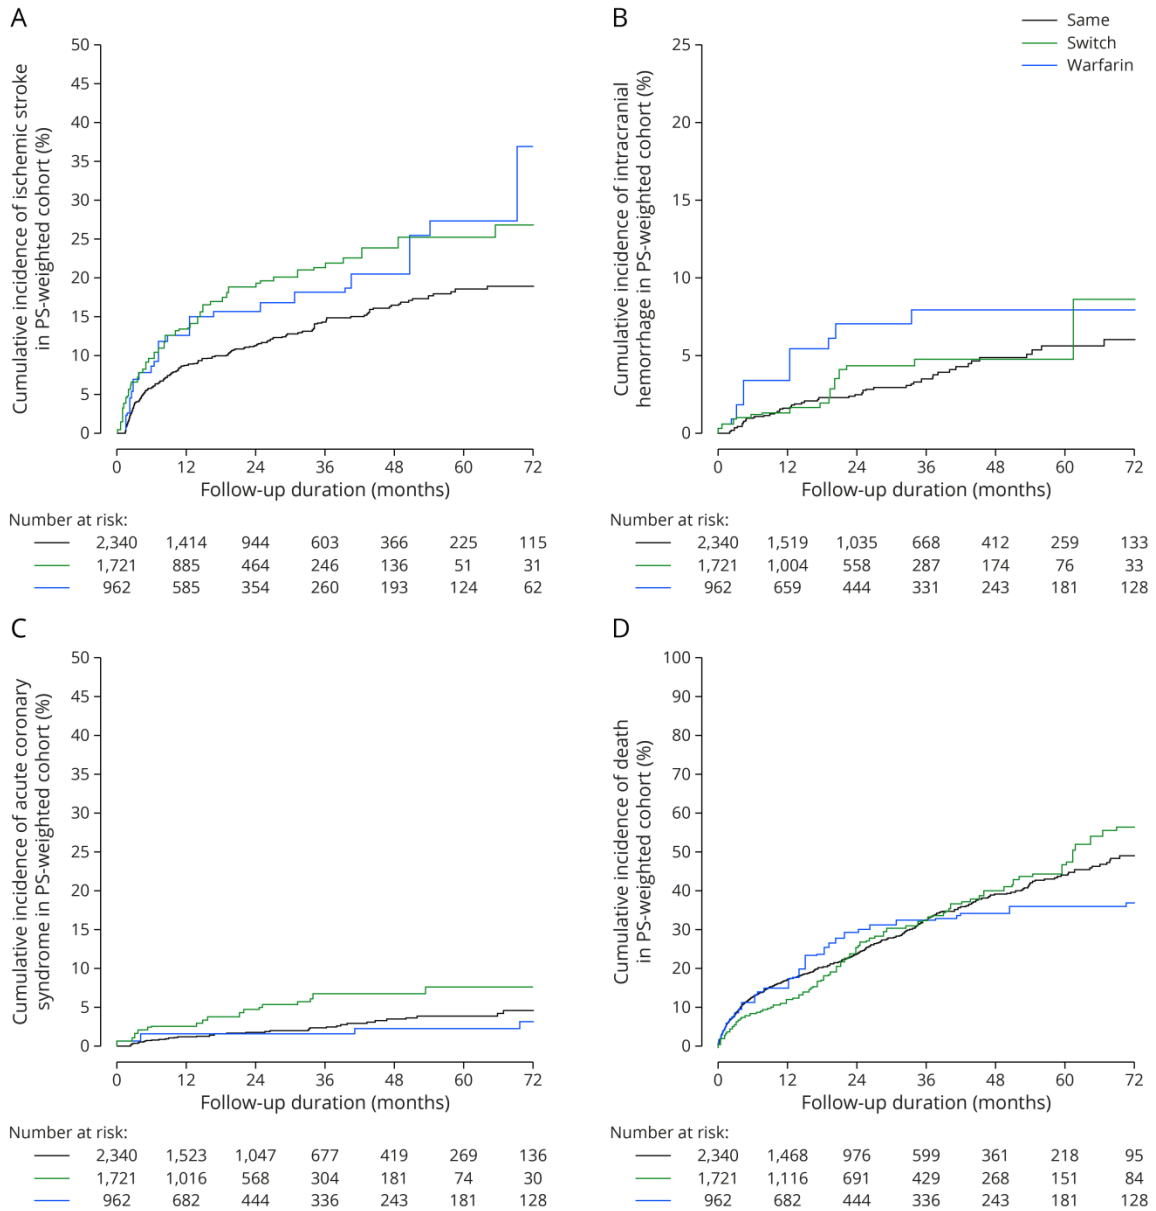 A
Cumulative incidence of ischemic stroke
in PS-weighted cohort (%)
50
45
40
35
30
25
20
15
10
5
0
0 12 24 36 48 60 72
Follow-up duration (months)
Number at risk:
2,340 1,414 944 603 366 225 115
1,721 885 464 246 136 51 31
962 585 354 260 193 124 62
B
Same
Switch
Warfarin
Cumulative incidence of intracranial
hemorrhage in PS-weighted cohort (%)
25
20
15
10
5
0
0 12 24 36 48 60 72
Follow-up duration (months)
Number at risk:
2,340 1,519 1,035 668 412 259 133
1,721 1,004 558 287 174 76 33
962 659 444 331 243 181 128
C
Cumulative incidence of acute coronary
syndrome in PS-weighted cohort (%)
50
45
40
35
30
25
20
15
10
5
0
0 12 24 36 48 60 72
Follow-up duration (months)
Number at risk:
2,340 1,523 1,047 677 419 269 136
1,721 1,016 568 304 181 74 30
962 682 444 336 243 181 128
D
Cumulative incidence of death
in PS-weighted cohort (%)
100
90
80
70
60
50
40
30
20
10
0
0 12 24 36 48 60 72
Follow-up duration (months)
Number at risk:
2,340 1,468 976 599 361 218 95
1,721 1,116 691 429 268 151 84
962 682 444 336 243 181 128